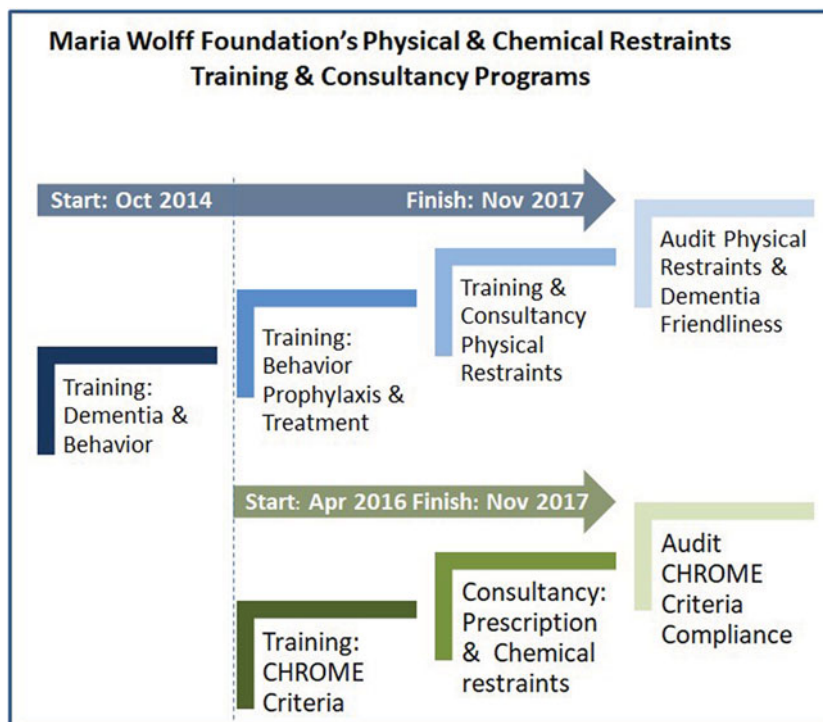 Maria Wolff Foundation's Physical & Chemical Restraints
Training & Consultancy Programs
Start: Oct 2014 Finish: Nov 2017
Training:
Dementia &
Behavior
Training:
Behavior
Prophylaxis &
Treatment
Training &
Consultancy
Physical
Restraints
Audit Physical
Restraints &
Dementia
Friendliness
Start: Apr 2016 Finish: Nov 2017
Training:
CHROME
Criteria
Consultancy:
Prescription
& Chemical
restraints
Audit
CHROME
Criteria
Compliance